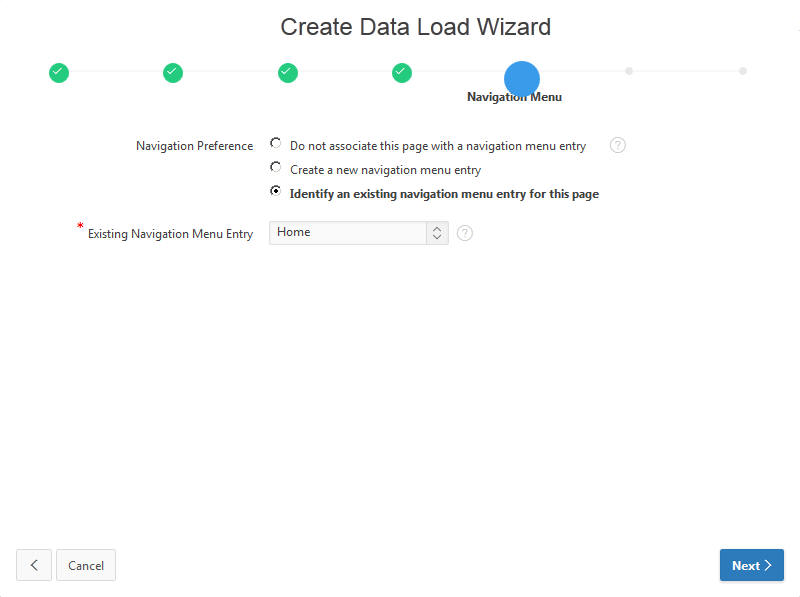 Create Data Load Wizard
Navigation Menu
Navigation Preference
Do not associate this page with a navigation menu entry
?
Create a new navigation menu entry
Identify an existing navigation menu entry for this page
* Existing Navigation Menu Entry
Home
?
<
Cancel
Next >